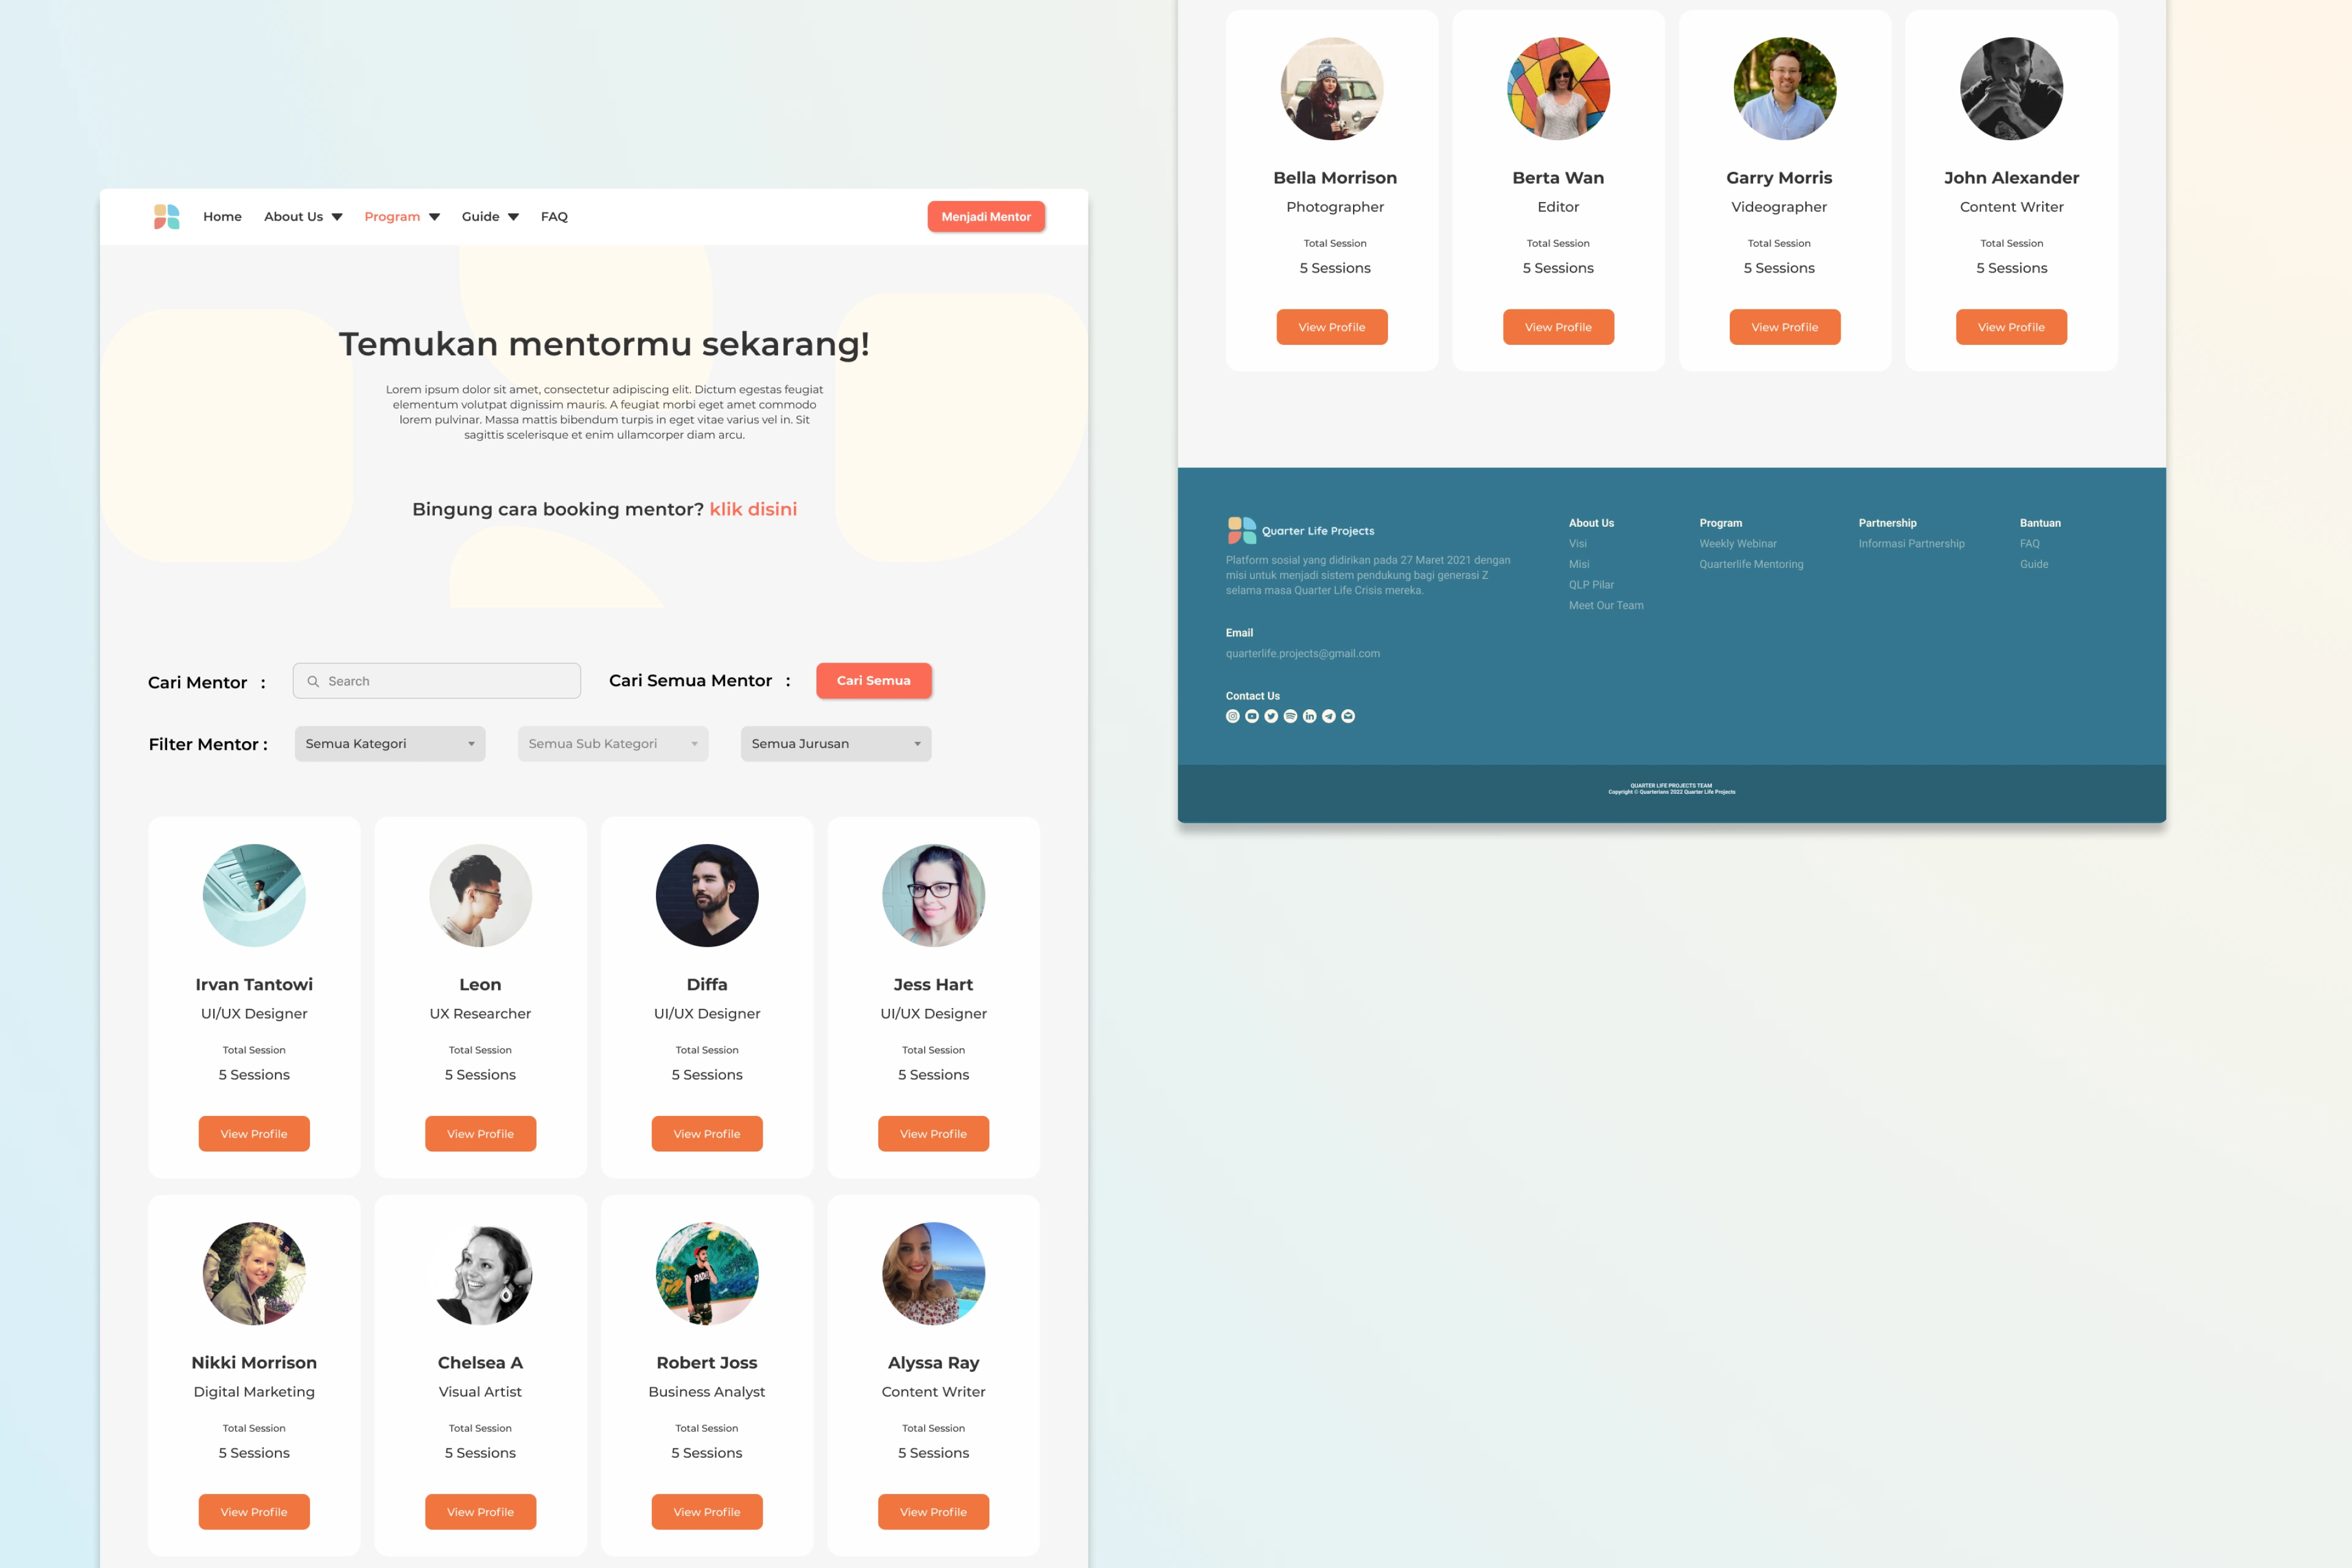 Home
About Us
Program
Guide
FAQ
Menjadi Mentor
Temukan mentormu sekarang!
Lorem ipsum dolor sit amet, consectetur adipiscing elit. Dictum egestas feugiat
elementum volutpat dignissim mauris. A feugiat morbi eget amet commodo
lorem pulvinar. Massa mattis bibendum turpis in eget vitae varius vel in. Sit
sagittis scelerisque et enim ullamcorper diam arcu.
Bingung cara booking mentor? klik disini
Cari Mentor :
Search
Cari Semua Mentor :
Cari Semua
Filter Mentor :
Semua Kategori
Semua Sub Kategori
Semua Jurusan
Irvan Tantowi
UI/UX Designer
Total Session
5 Sessions
View Profile
Leon
UX Researcher
Total Session
5 Sessions
View Profile
Diffa
UI/UX Designer
Total Session
5 Sessions
View Profile
Jess Hart
UI/UX Designer
Total Session
5 Sessions
View Profile
Nikki Morrison
Digital Marketing
Total Session
5 Sessions
View Profile
Chelsea A
Visual Artist
Total Session
5 Sessions
View Profile
Robert Joss
Business Analyst
Total Session
5 Sessions
View Profile
Alyssa Ray
Content Writer
Total Session
5 Sessions
View Profile
Bella Morrison
Photographer
Total Session
5 Sessions
View Profile
Berta Wan
Editor
Total Session
5 Sessions
View Profile
Garry Morris
Videographer
Total Session
5 Sessions
View Profile
John Alexander
Content Writer
Total Session
5 Sessions
View Profile
Quarter Life Projects
Platform sosial yang didirikan pada 27 Maret 2021 dengan
misi untuk menjadi sistem pendukung bagi generasi Z
selama masa Quarter Life Crisis mereka.
Email
quarterlife.projects@gmail.com
Contact Us
About Us
Visi
Misi
QLP Pilar
Meet Our Team
Program
Weekly Webinar
Quarterlife Mentoring
Partnership
Informasi Partnership
Bantuan
FAQ
Guide
QUARTER LIFE PROJECTS TEAM
Copyright © Quarterians 2022 Quarter Life Projects